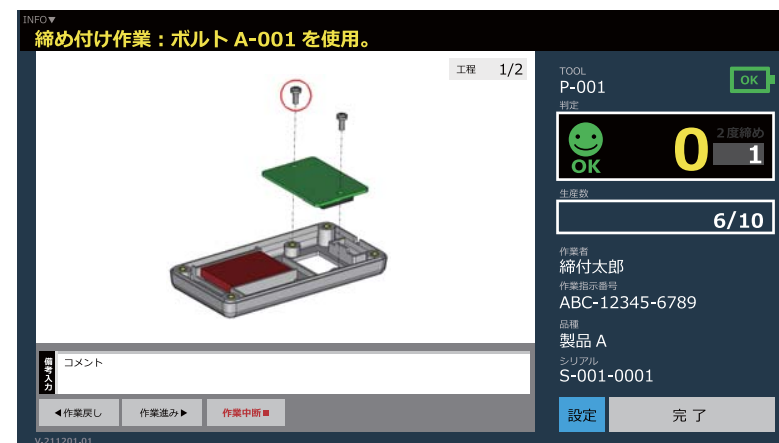 INFO▼
締め付け作業：ボルト A-001 を使用。
工程 1/2
TOOL
P-001
OK
判定
OK
0
2度締め
1
生産数
6/10
作業者
締付太郎
作業指示番号
ABC-12345-6789
品種
製品 A
シリアル
S-001-0001
備考入力
コメント
◀作業戻し 作業進み▶ 作業中断■
設定 完了
V-211201-01